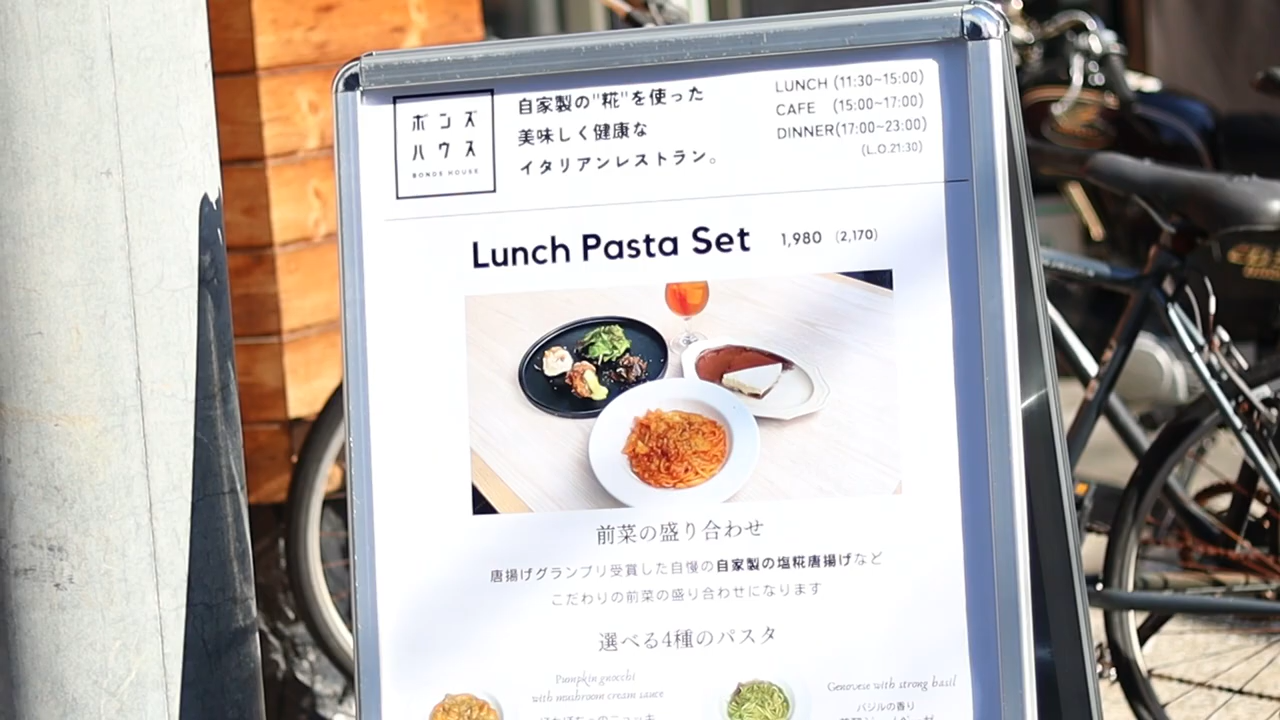 ボンズ
ハウス
BONDS HOUSE
自家製の"糀"を使った
美味しく健康な
イタリアンレストラン。
LUNCH (11:30~15:00)
CAFE (15:00~17:00)
DINNER(17:00~23:00)
(L.O.21:30)
Lunch Pasta Set 1,980 (2,170)
前菜の盛り合わせ
唐揚げグランプリ受賞した自慢の自家製の塩糀唐揚げなど
こだわりの前菜の盛り合わせになります
選べる4種のパスタ
Pumpkin gnocchi
with mushroom cream sauce
Genovese with strong basil
バジルの香り